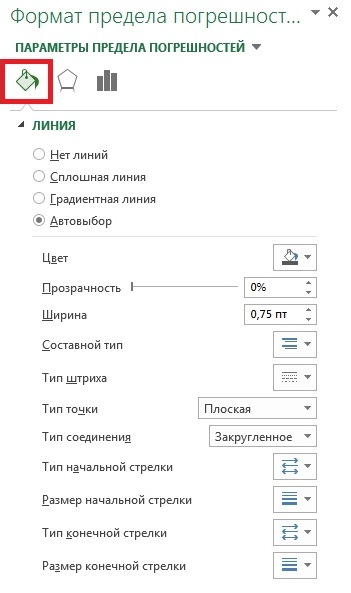 Формат предела погрешност...
ПАРАМЕТРЫ ПРЕДЕЛА ПОГРЕШНОСТЕЙ
ЛИНИЯ
Нет линий
Сплошная линия
Градиентная линия
Автовыбор
Цвет
Прозрачность 0%
Ширина 0,75 пт
Составной тип
Тип штриха
Тип точки Плоская
Тип соединения Закругленное
Тип начальной стрелки
Размер начальной стрелки
Тип конечной стрелки
Размер конечной стрелки